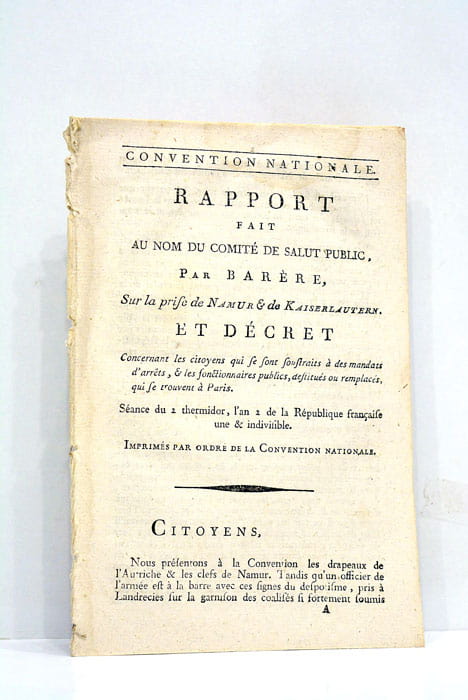 CONVENTION NATIONALE.
RAPPORT
FAIT
AU NOM DU COMITÉ DE SALUT PUBLIC,
PAR BARÈRE,
Sur la priſe de NAMUR & de KAISERLAUTERN.
ET DÉCRET
Concernant les citoyens qui ſe ſont ſouſtraits à des mandats
d'arrêts, & les fonctionnaires publics, deſtitués ou remplacés,
qui ſe trouvent à Paris.
Séance du 2 thermidor, l'an 2 de la République françaiſe
une & indiviſible.
IMPRIMÉS PAR ORDRE DE LA CONVENTION NATIONALE.
CITOYENS,
Nous préſentons à la Convention les drapeaux de
l'Autriche & les clefs de Namur. Tandis qu'un officier de
l'armée eſt à la barre avec ces ſignes du deſpotiſme, pris à
Landrecies ſur la garniſon des coaliſés ſi fortement ſoumis
A